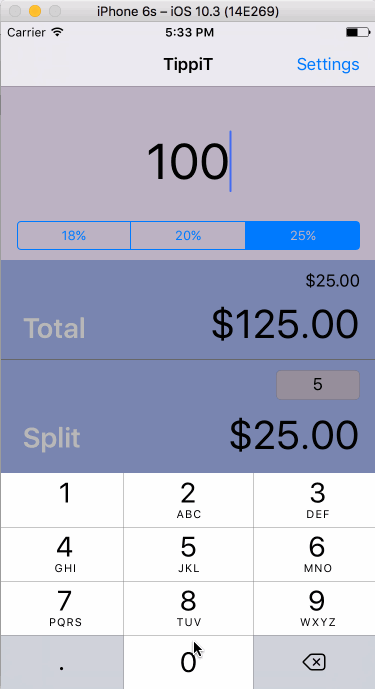 iPhone 6s – iOS 10.3 (14E269)
Carrier 5:33 PM
TippiT Settings
100
18% 20% 25%
$25.00
Total $125.00
5
Split $25.00
1 2 3
ABC DEF
4 5 6
GHI JKL MNO
7 8 9
PQRS TUV WXYZ
. 0